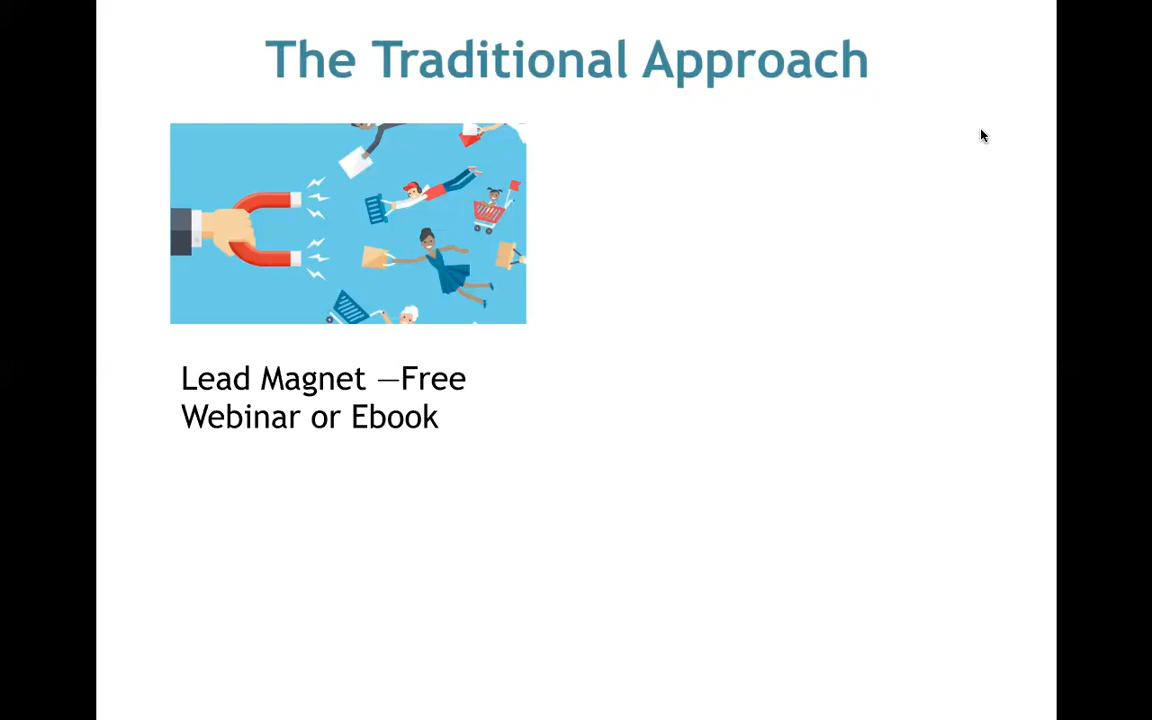 The Traditional Approach
Lead Magnet —Free
Webinar or Ebook